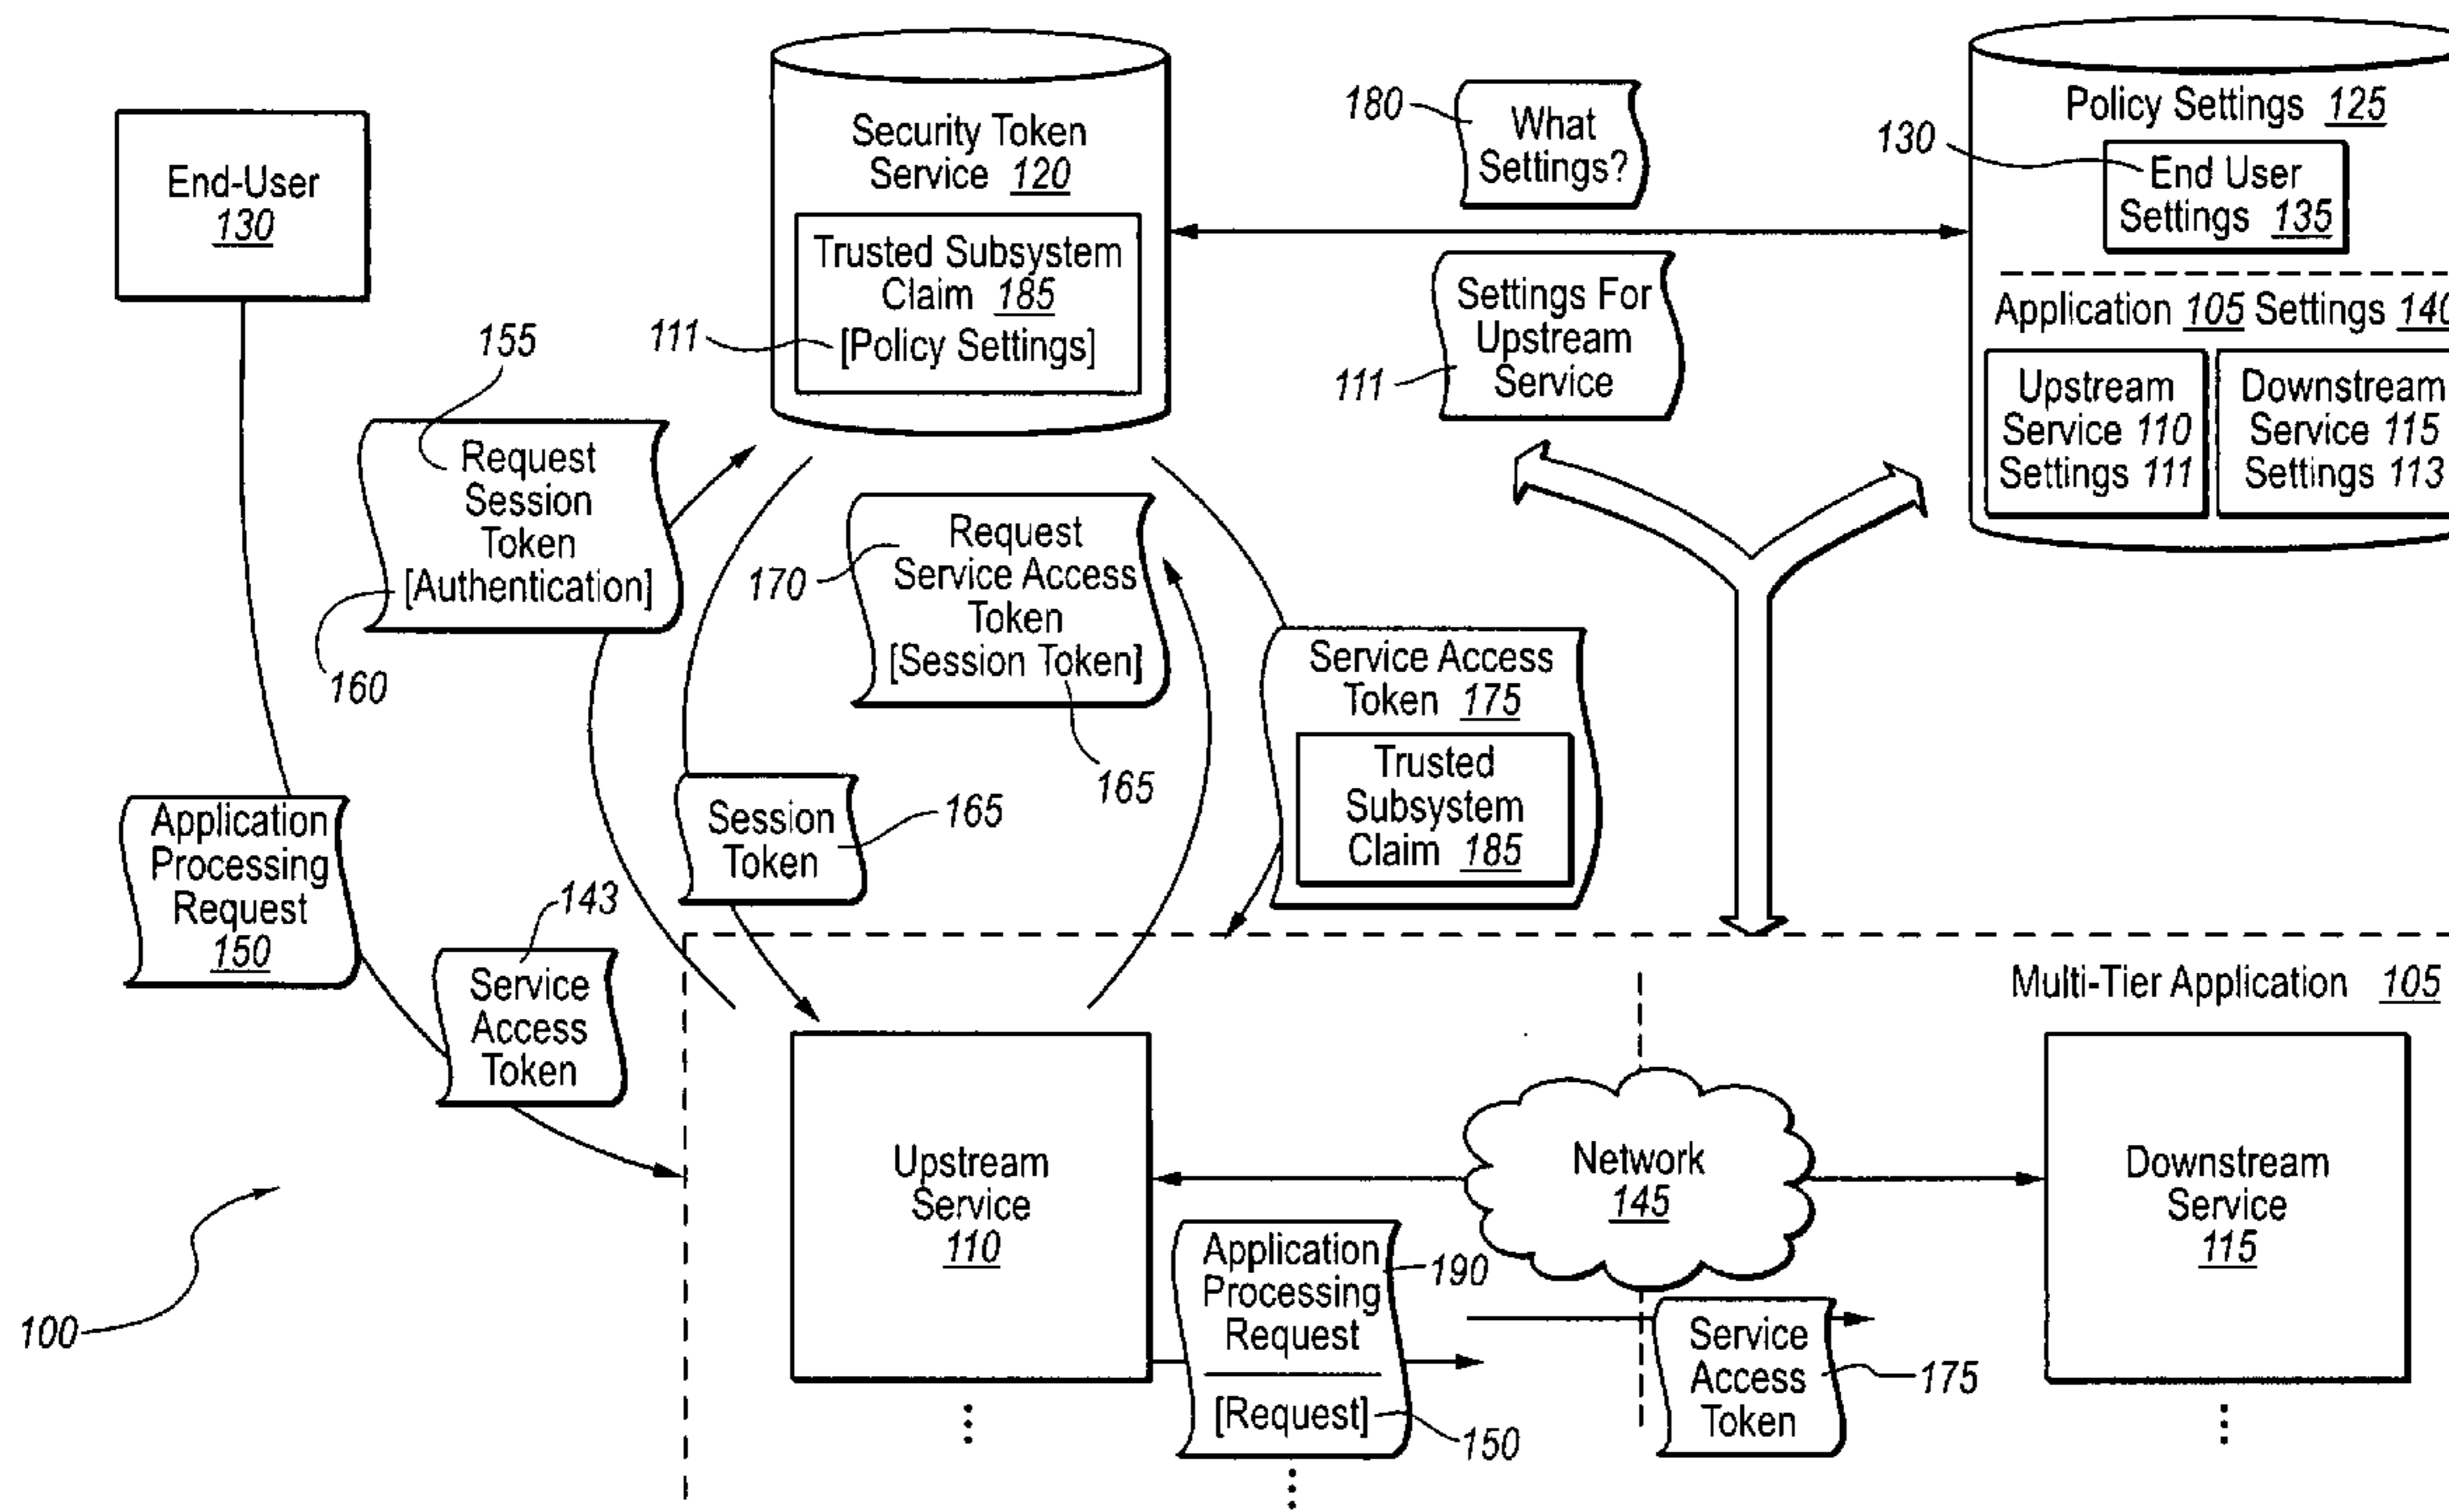 End-User
130
Security Token
Service 120
Trusted Subsystem
Claim 185
[Policy Settings]
111
180
What
Settings?
Settings For
Upstream
Service
111
Policy Settings 125
130
End User
Settings 135
Application 105 Settings 140
Upstream
Service 110
Settings 111
Downstream
Service 115
Settings 113
155
Request
Session
Token
[Authentication]
160
170
Request
Service Access
Token
[Session Token]
165
Service Access
Token 175
Trusted
Subsystem
Claim 185
Session
Token
165
Application
Processing
Request
150
143
Service
Access
Token
Multi-Tier Application 105
Upstream
Service
110
Network
145
Downstream
Service
115
Application
Processing
Request
190
[Request]
150
Service
Access
Token
175
100